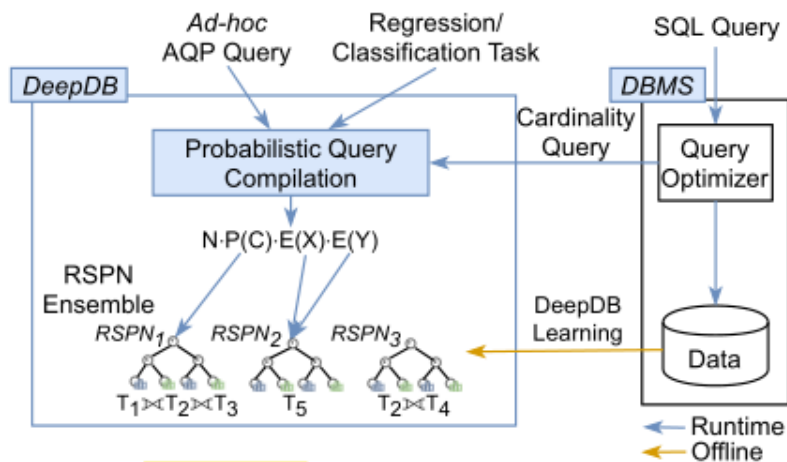 Ad-hoc
AQP Query
Regression/
Classification Task
SQL Query
DeepDB
DBMS
Probabilistic Query
Compilation
Cardinality
Query
Query
Optimizer
N·P(C)·E(X)·E(Y)
RSPN
Ensemble
RSPN1
RSPN2
RSPN3
DeepDB
Learning
Data
T1⋈T2⋈T3
T5
T2⋈T4
Runtime
Offline